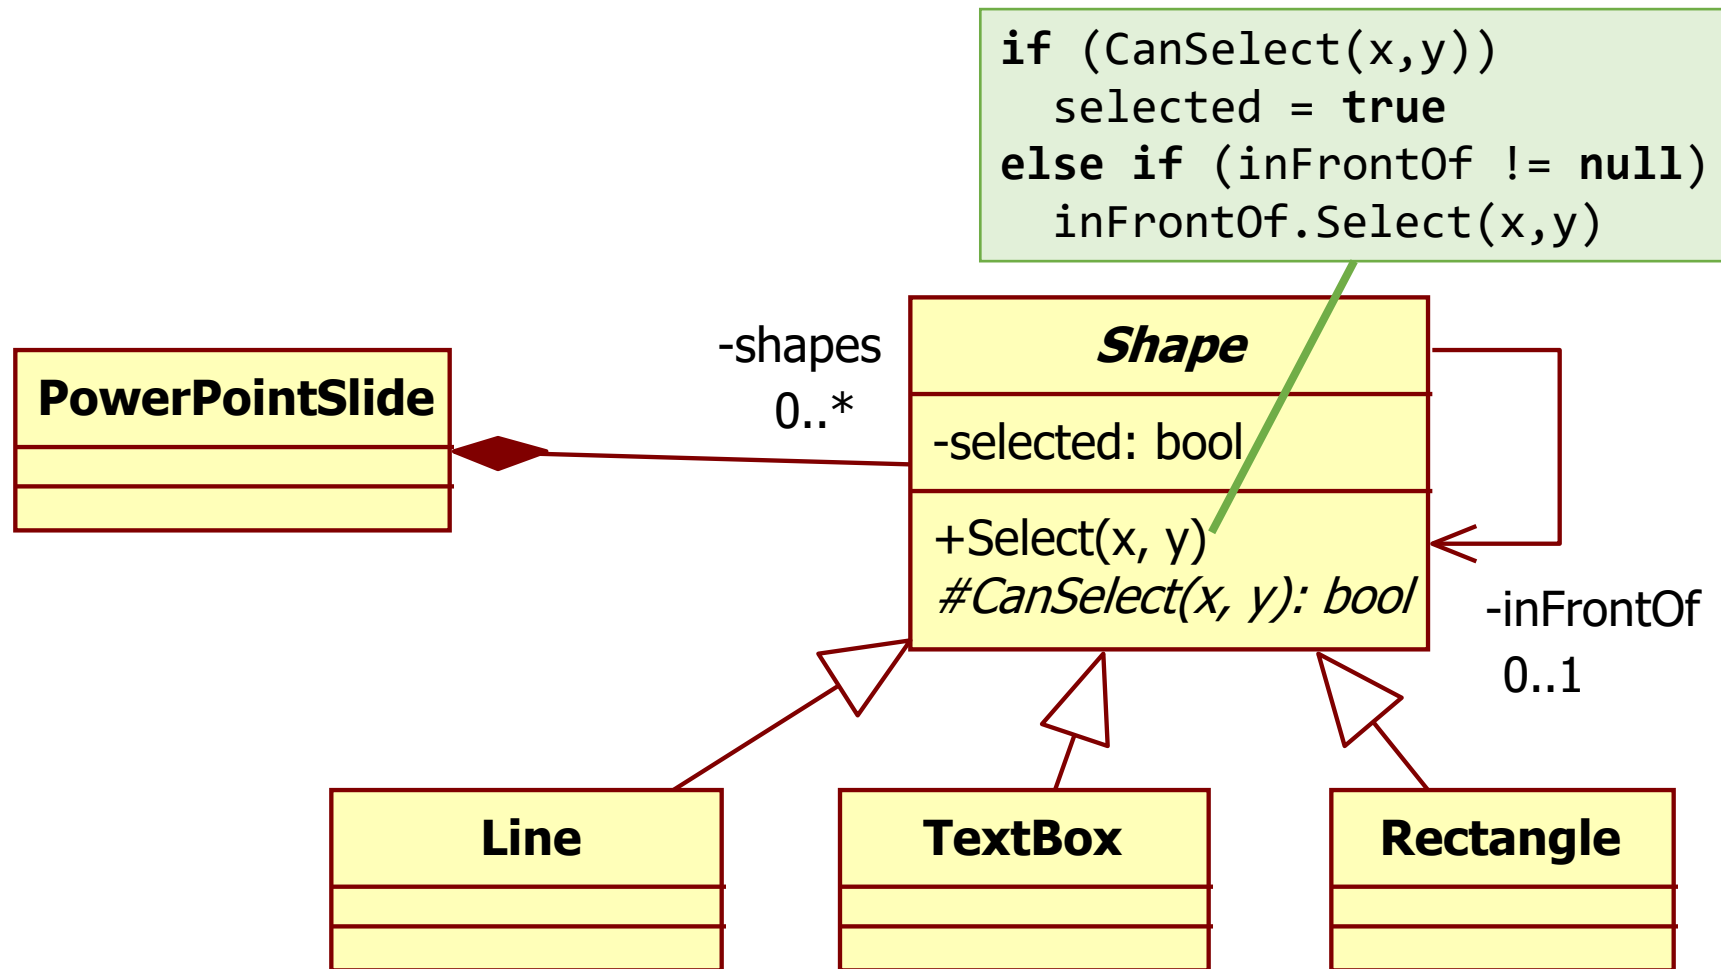 if (CanSelect(x,y))
  selected = true
else if (inFrontOf != null)
  inFrontOf.Select(x,y)
-shapes
0..*
Shape
PowerPointSlide
-selected: bool
+Select(x, y)
#CanSelect(x, y): bool
-inFrontOf
0..1
Line
TextBox
Rectangle